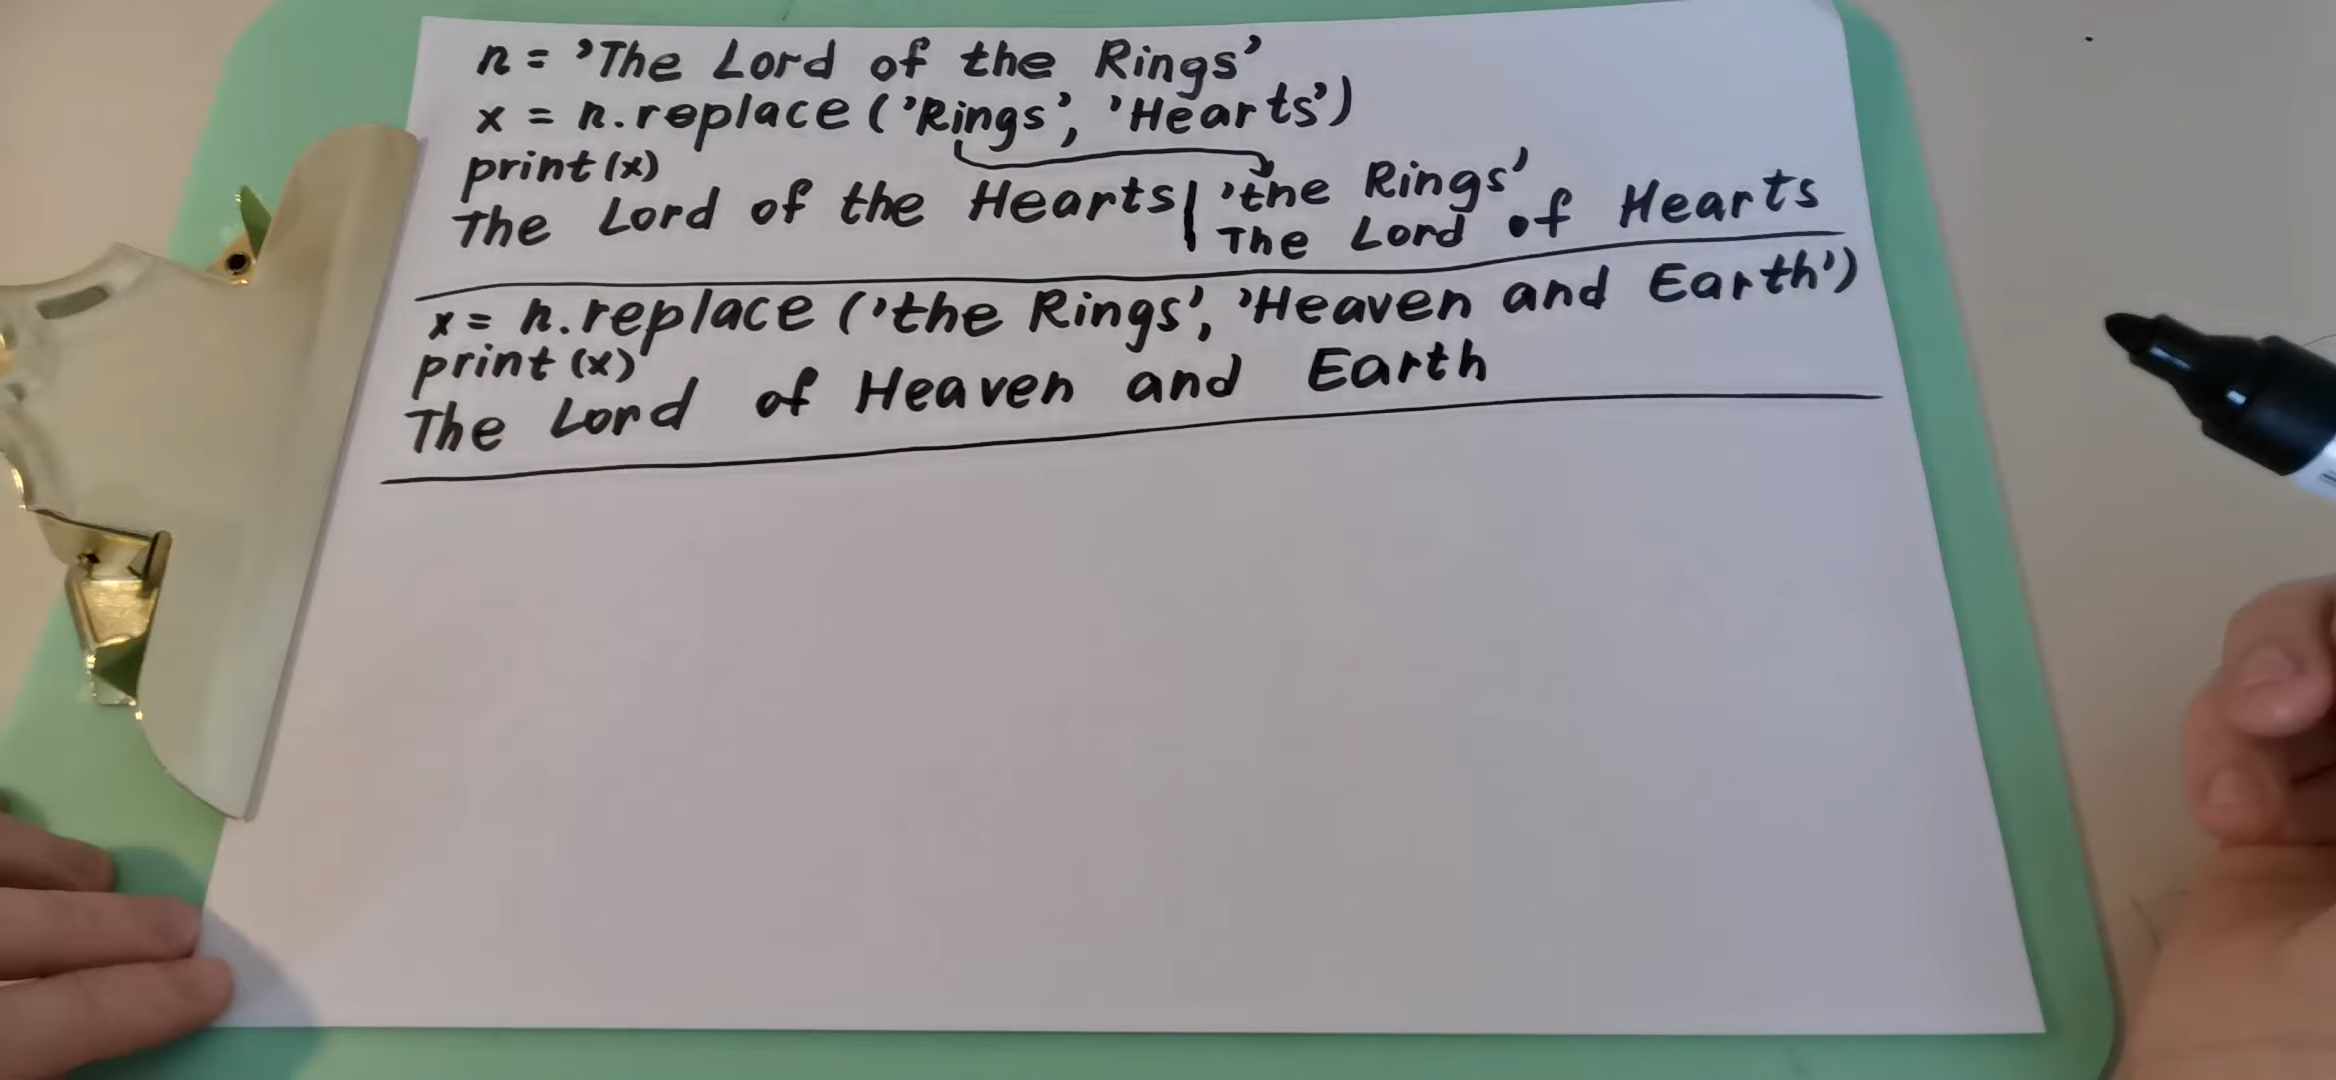 n = 'The Lord of the Rings'
x = n.replace ('Rings', 'Hearts')
print (x)
The Lord of the Hearts | 'the Rings'
The Lord of Hearts
x = n.replace ('the Rings', 'Heaven and Earth')
print (x)
The Lord of Heaven and Earth